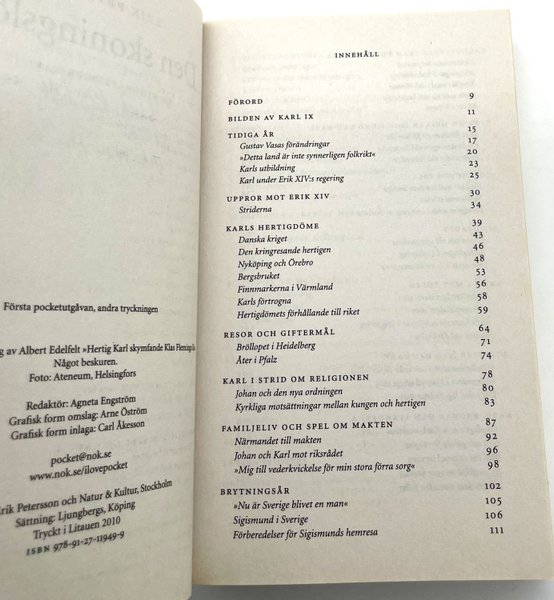 Första pocketutgåvan, andra tryckningen
av Albert Edelfelt »Hertig Karl skymfande Klas Flemings
Något beskuren.
Foto: Ateneum, Helsingfors
Redaktör: Agneta Engström
Grafisk form omslag: Arne Öström
Grafisk form inlaga: Carl Åkesson
pocket@nok.se
www.nok.se/ilovepocket
rik Petersson och Natur & Kultur, Stockholm
Sättning: Ljungbergs, Köping
Tryckt i Litauen 2010
ISBN 978-91-27-11949-9
INNEHÅLL
FÖRORD 9
BILDEN AV KARL IX 11
TIDIGA ÅR 15
Gustav Vasas förändringar 17
»Detta land är inte synnerligen folkrikt« 20
Karls utbildning 23
Karl under Erik XIV:s regering 25
UPPROR MOT ERIK XIV 30
Striderna 34
KARLS HERTIGDÖME 39
Danska kriget 43
Den kringresande hertigen 46
Nyköping och Örebro 48
Bergsbruket 53
Finnmarkerna i Värmland 56
Karls förtrogna 58
Hertigdömets förhållande till riket 59
RESOR OCH GIFTERMÅL 64
Bröllopet i Heidelberg 71
Åter i Pfalz 74
KARL I STRID OM RELIGIONEN 78
Johan och den nya ordningen 80
Kyrkliga motsättningar mellan kungen och hertigen 83
FAMILJELIV OCH SPEL OM MAKTEN 87
Närmandet till makten 92
Johan och Karl mot riksrådet 96
»Mig till vederkvickelse för min stora förra sorg« 98
BRYTNINGSÅR 102
»Nu är Sverige blivet en man« 105
Sigismund i Sverige 106
Förberedelser för Sigismunds hemresa 111